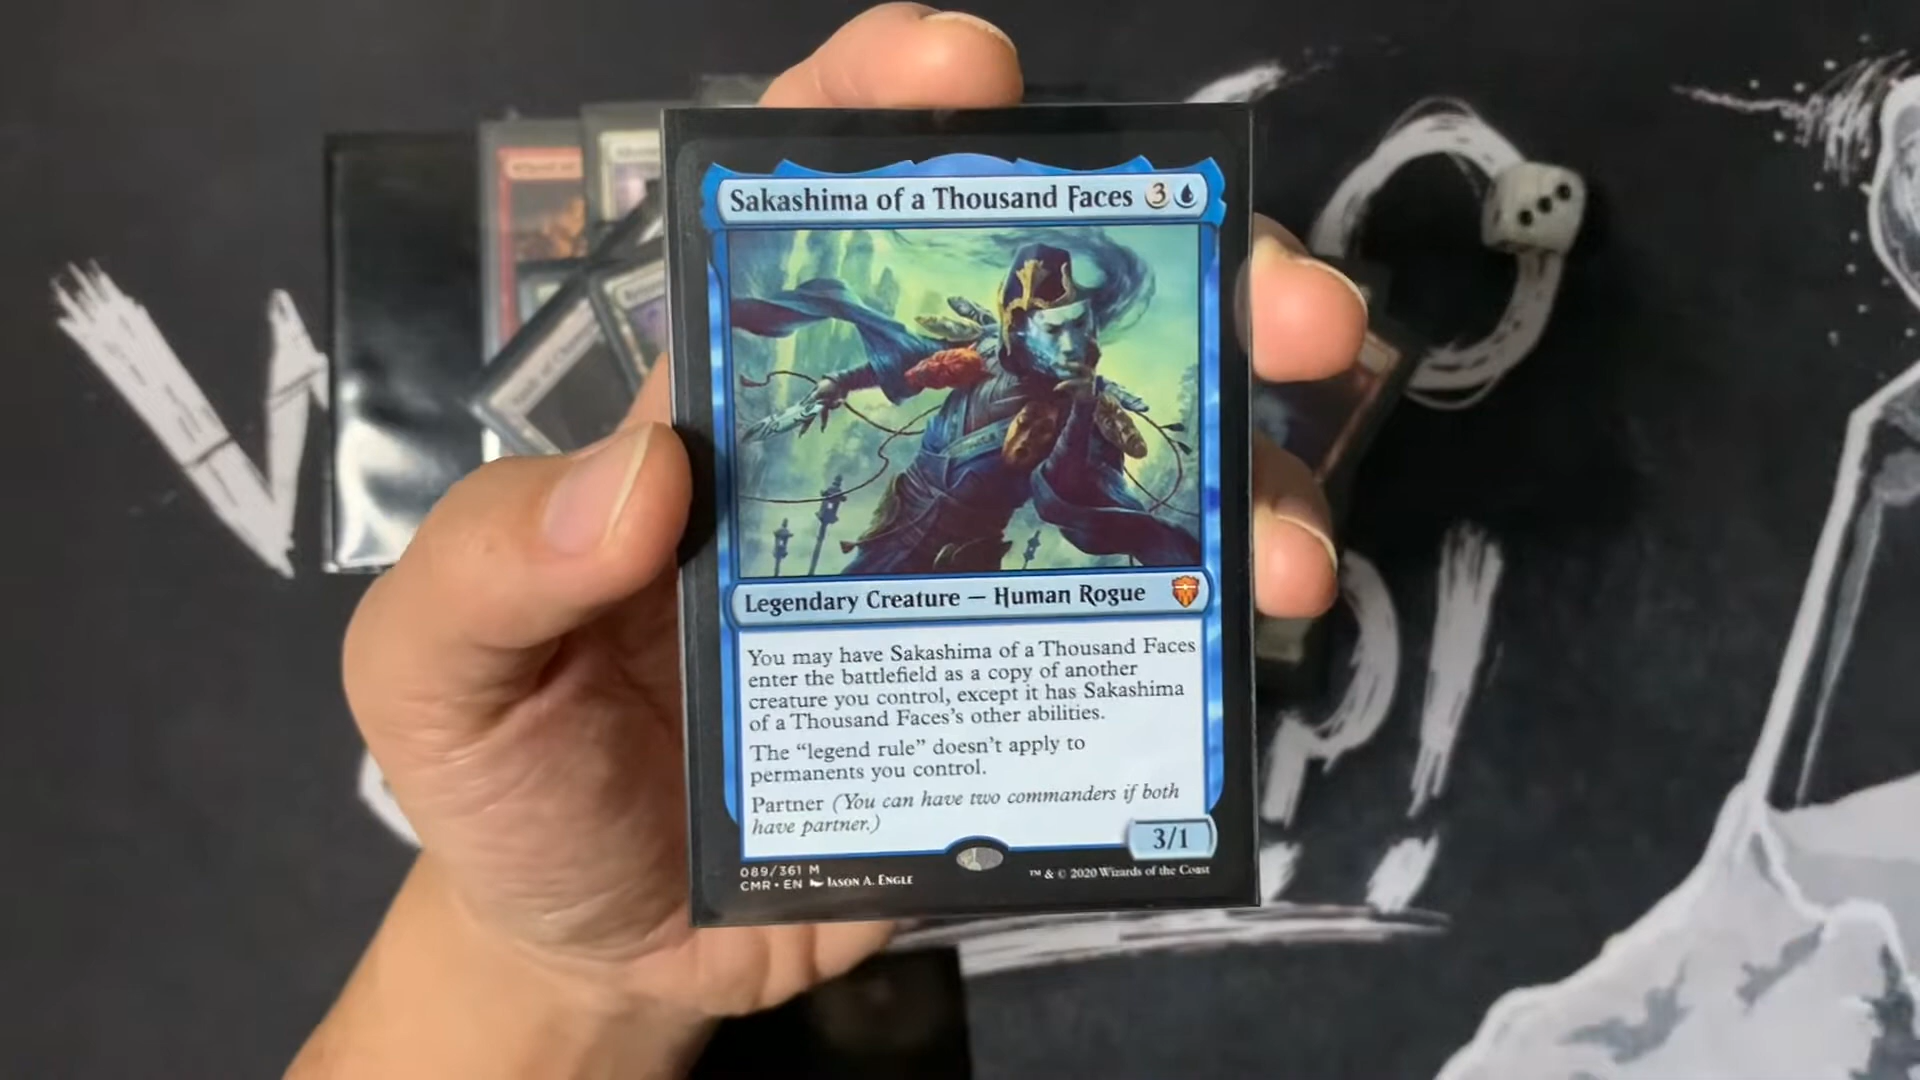 Sakashima of a Thousand Faces 3
Legendary Creature — Human Rogue
You may have Sakashima of a Thousand Faces
enter the battlefield as a copy of another
creature you control, except it has Sakashima
of a Thousand Faces's other abilities.
The "legend rule" doesn't apply to
permanents you control.
Partner (You can have two commanders if both
have partner.)
3/1
089/361 M
CMR • EN Jason A. Engle
™ & © 2020 Wizards of the Coast